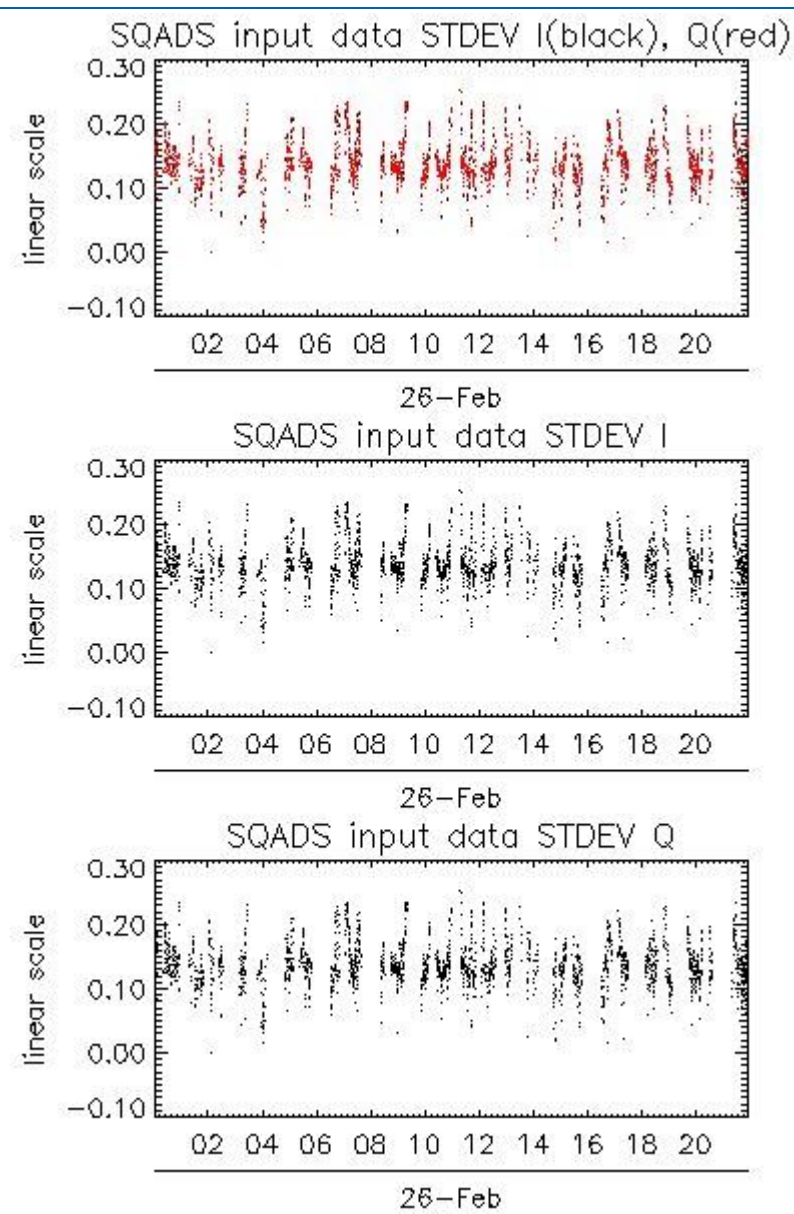 SQADS input data STDEV I(black), Q(red)
0.30
0.20
0.10
0.00
-0.10
linear scale
02 04 06 08 10 12 14 16 18 20
26-Feb
SQADS input data STDEV I
0.30
0.20
0.10
0.00
-0.10
linear scale
02 04 06 08 10 12 14 16 18 20
26-Feb
SQADS input data STDEV Q
0.30
0.20
0.10
0.00
-0.10
linear scale
02 04 06 08 10 12 14 16 18 20
26-Feb